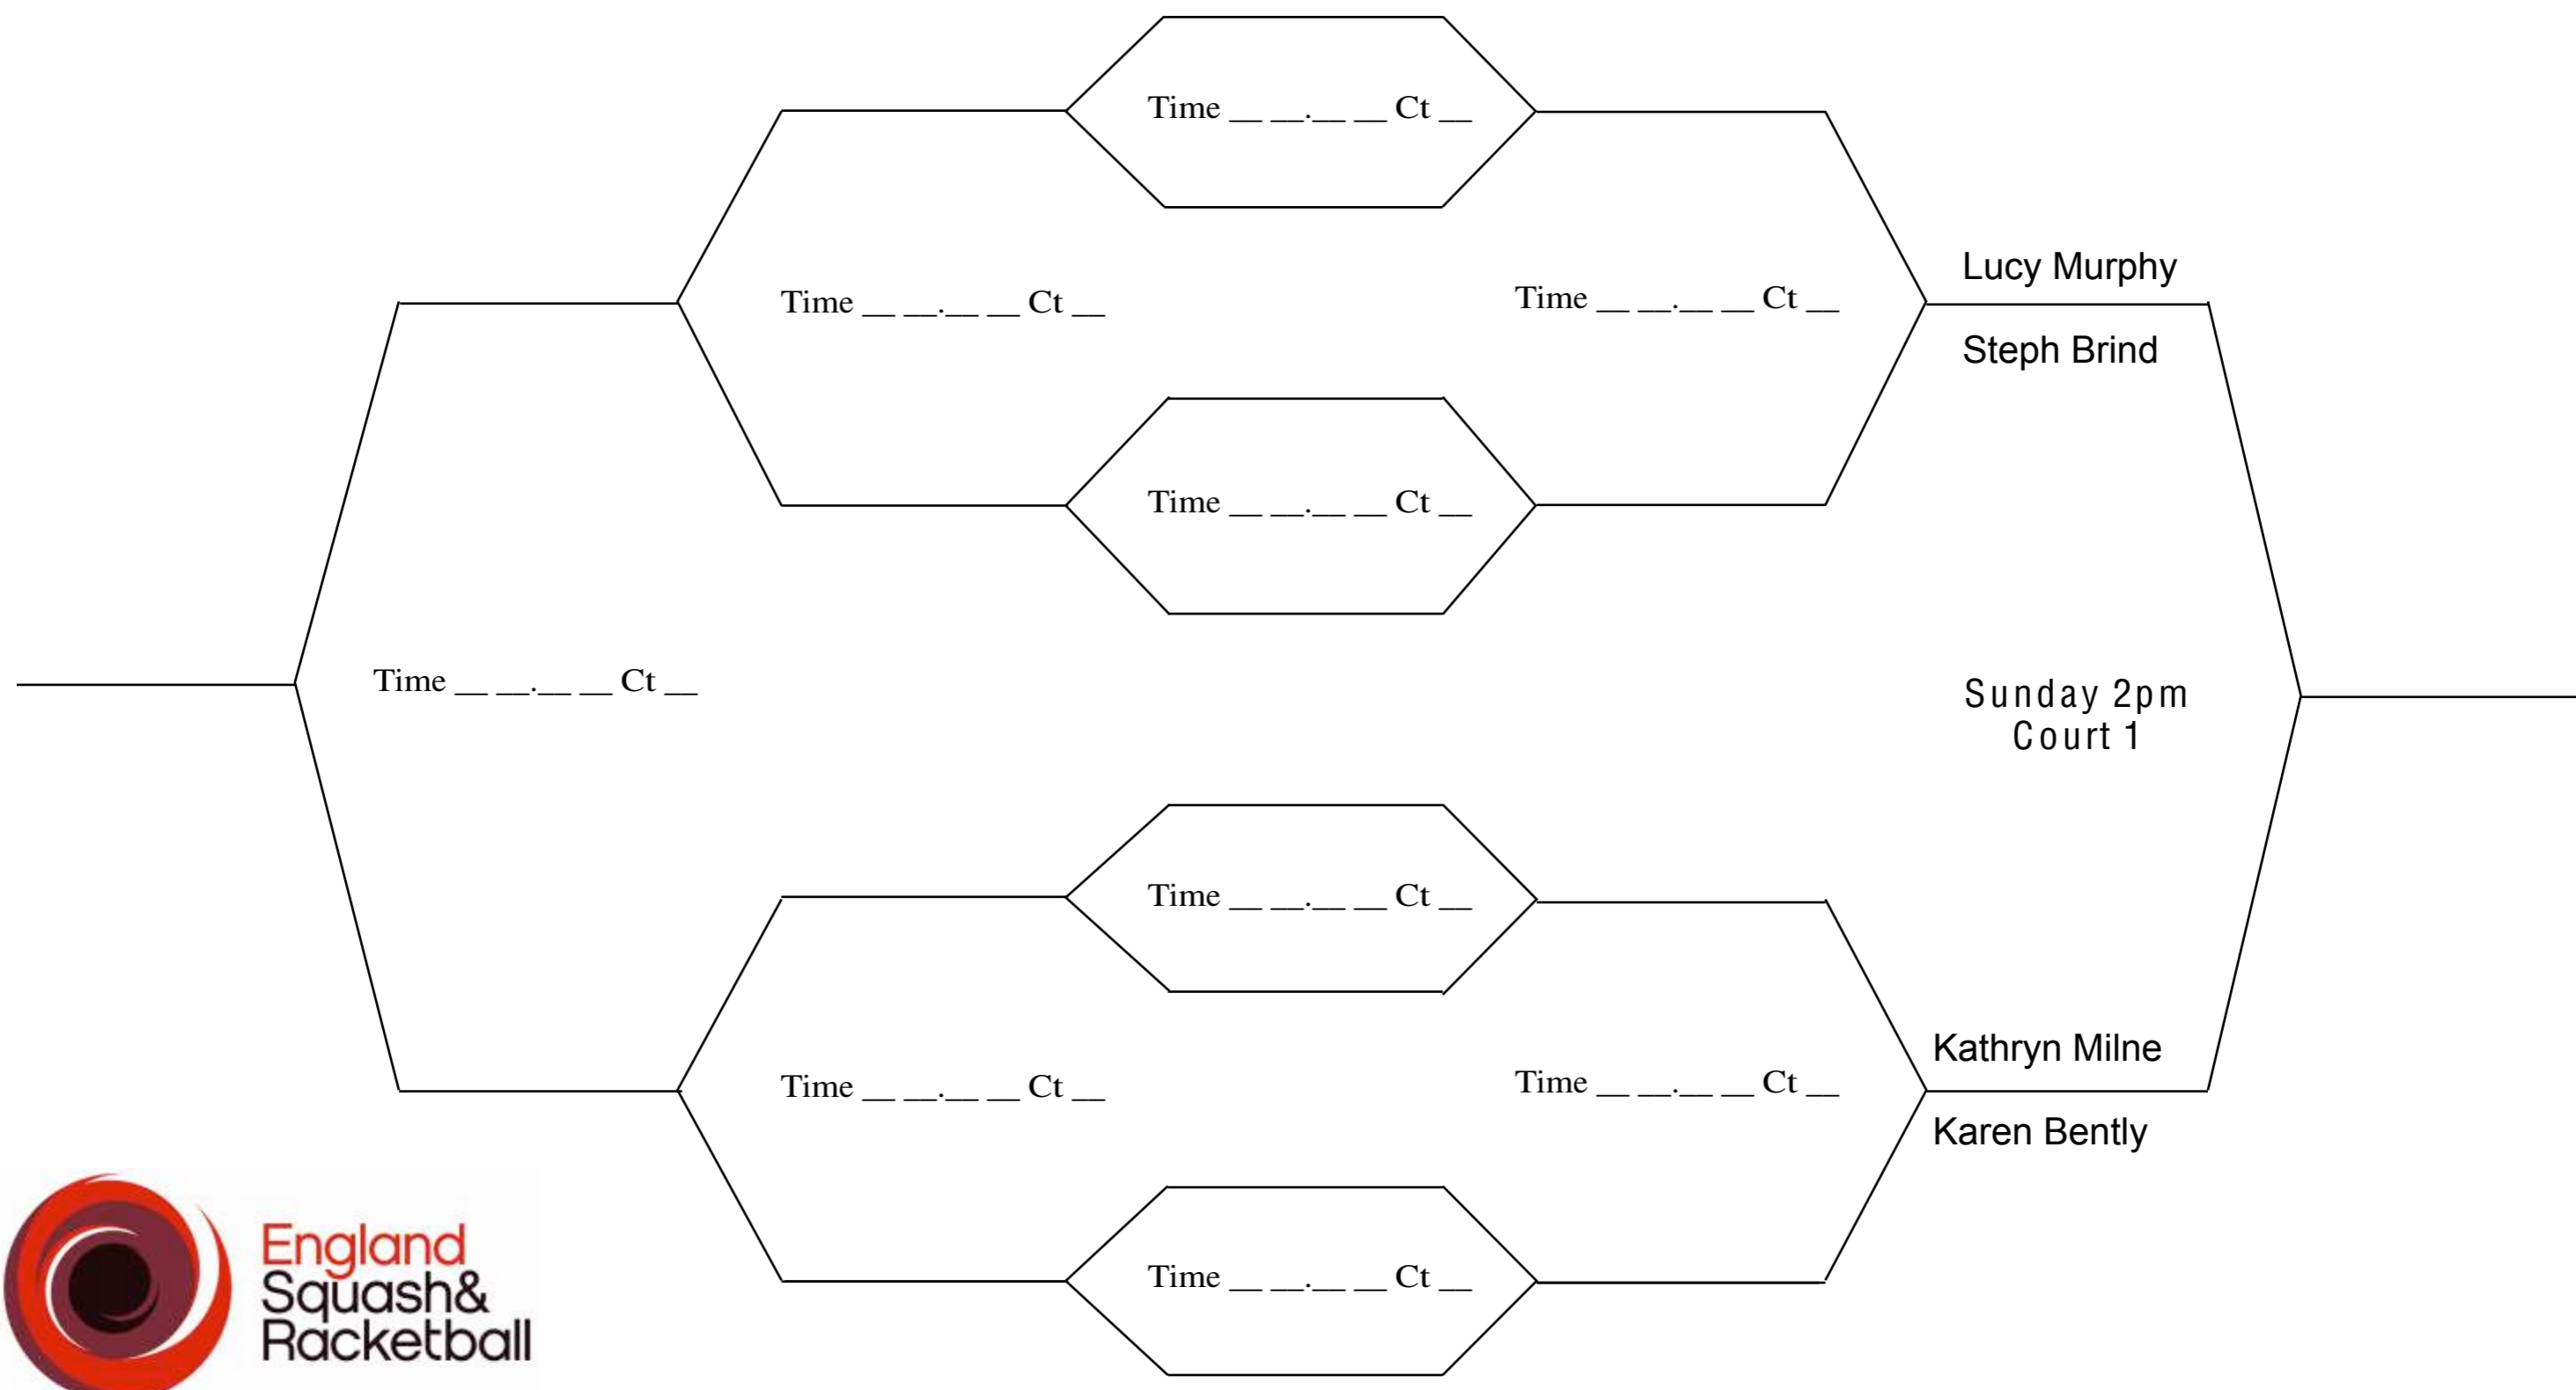 Time __ __.__ __ Ct __
Lucy Murphy
Time __ __.__ __ Ct __
Time __ __.__ __ Ct __
Steph Brind
Time __ __.__ __ Ct __
Time __ __.__ __ Ct __
Sunday 2pm
Court 1
Time __ __.__ __ Ct __
Kathryn Milne
Time __ __.__ __ Ct __
Time __ __.__ __ Ct __
Karen Bently
Time __ __.__ __ Ct __
England
Squash&
Racketball